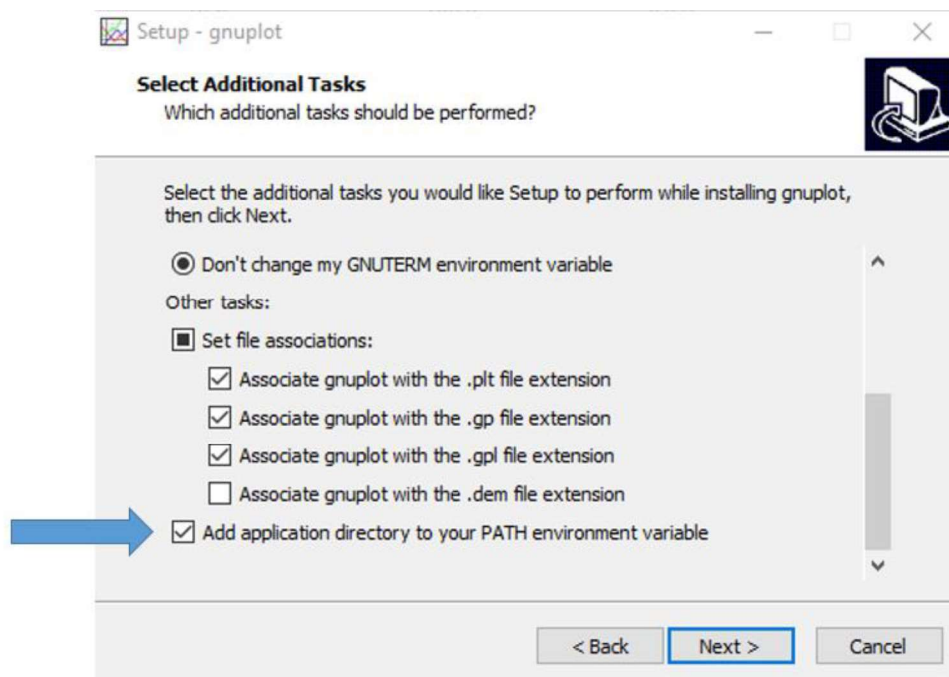 Setup - gnuplot
Select Additional Tasks
Which additional tasks should be performed?
Select the additional tasks you would like Setup to perform while installing gnuplot,
then click Next.
Don't change my GNUTERM environment variable
Other tasks:
Set file associations:
Associate gnuplot with the .plt file extension
Associate gnuplot with the .gp file extension
Associate gnuplot with the .gpl file extension
Associate gnuplot with the .dem file extension
Add application directory to your PATH environment variable
< Back Next > Cancel